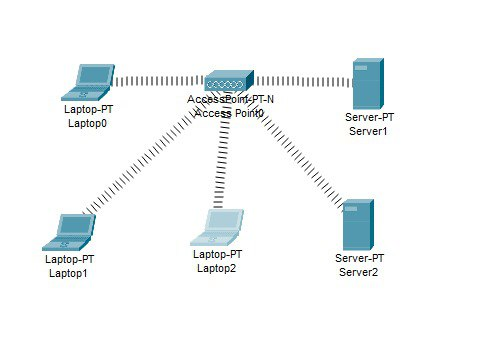 Laptop-PT
Laptop0
AccessPoint-PT-N
Access Point0
Server-PT
Server1
Laptop-PT
Laptop1
Laptop-PT
Laptop2
Server-PT
Server2